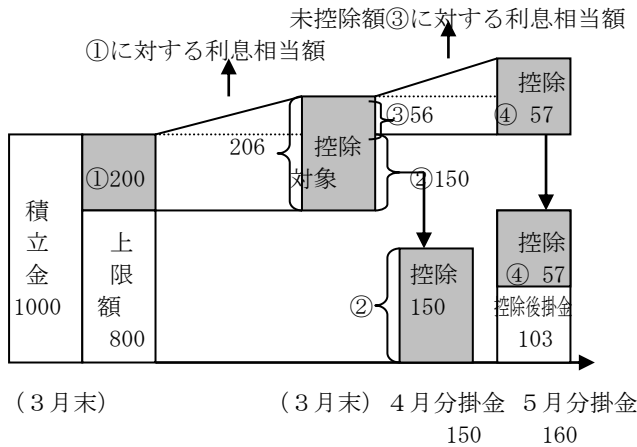 未控除額③に対する利息相当額
①に対する利息相当額
控除
④ 57
③56
206
控除
対象
①200
②150
積
立
金
1000
上
限
額
800
控除
④ 57
控除
150
②
控除後掛金
103
（３月末）
（３月末）
４月分掛金
５月分掛金
150
160